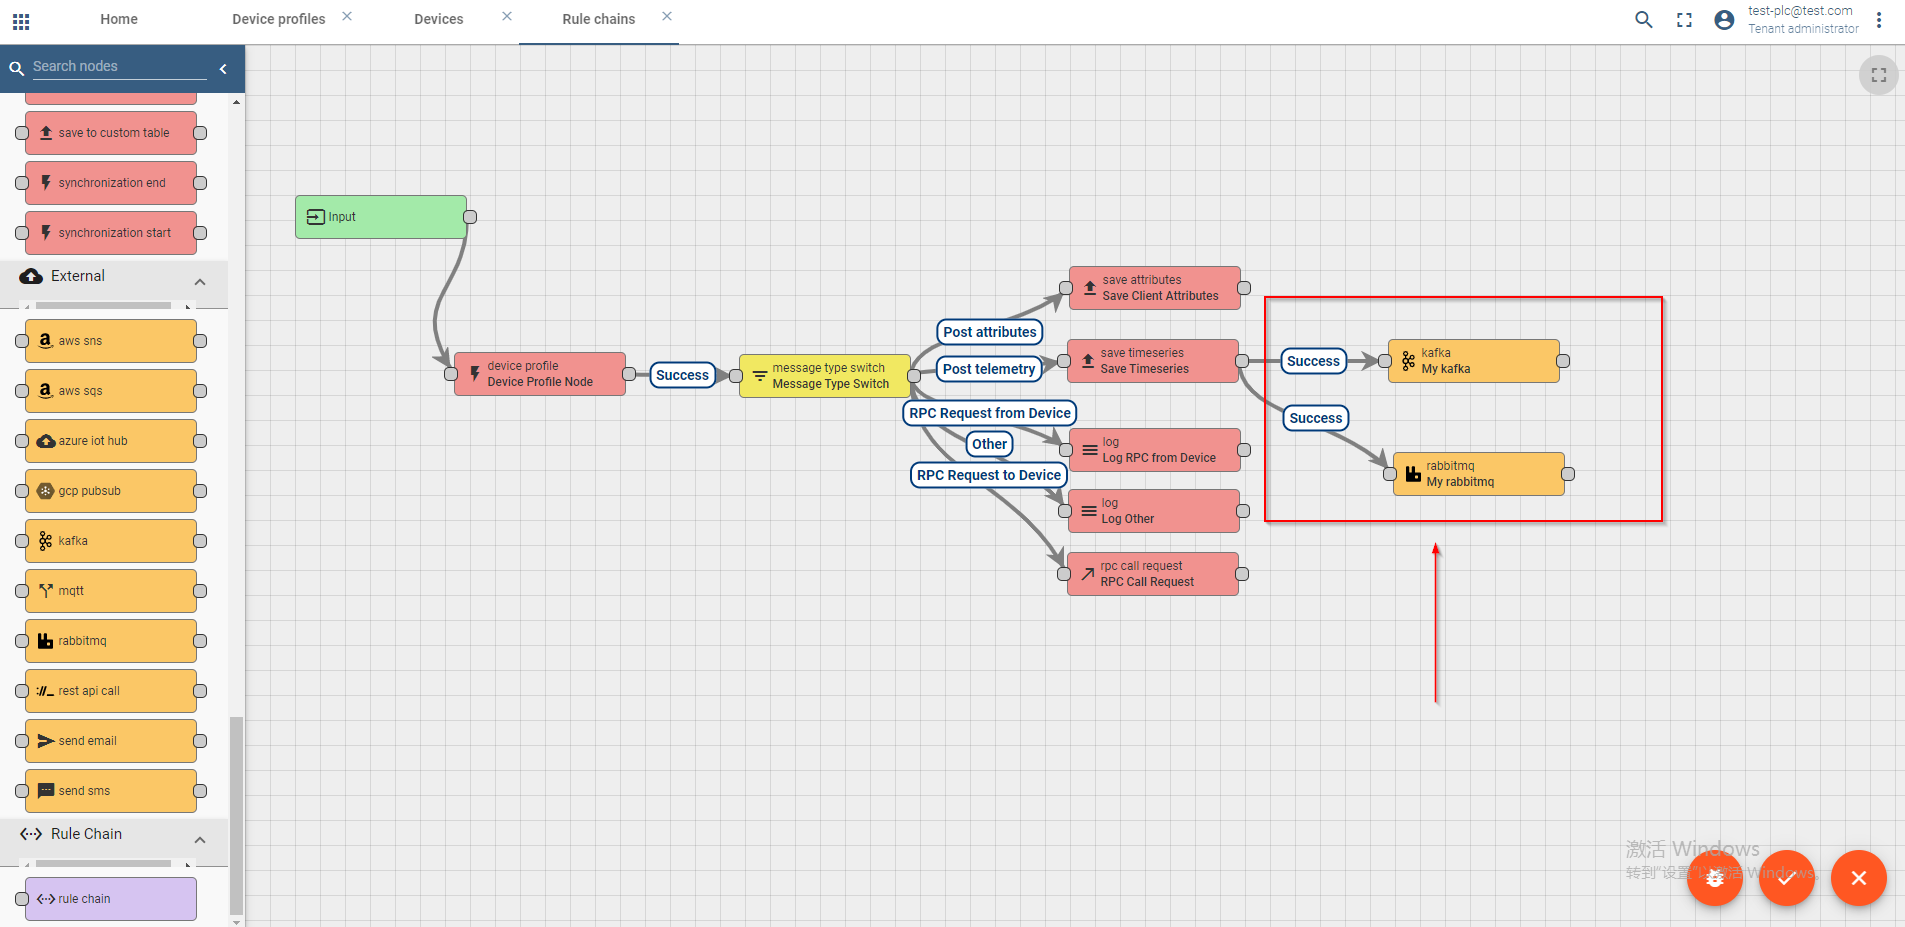 Home
Device profiles
Devices
Rule chains
test-plc@test.com
Tenant administrator
Search nodes
save to custom table
synchronization end
synchronization start
External
aws sns
aws sqs
azure iot hub
gcp pubsub
kafka
mqtt
rabbitmq
rest api call
send email
send sms
Rule Chain
rule chain
Input
device profile
Device Profile Node
Success
message type switch
Message Type Switch
Post attributes
Post telemetry
RPC Request from Device
Other
RPC Request to Device
save attributes
Save Client Attributes
save timeseries
Save Timeseries
log
Log RPC from Device
log
Log Other
rpc call request
RPC Call Request
Success
Success
kafka
My kafka
rabbitmq
My rabbitmq
激活 Windows
转到"设置"以激活 Windows。